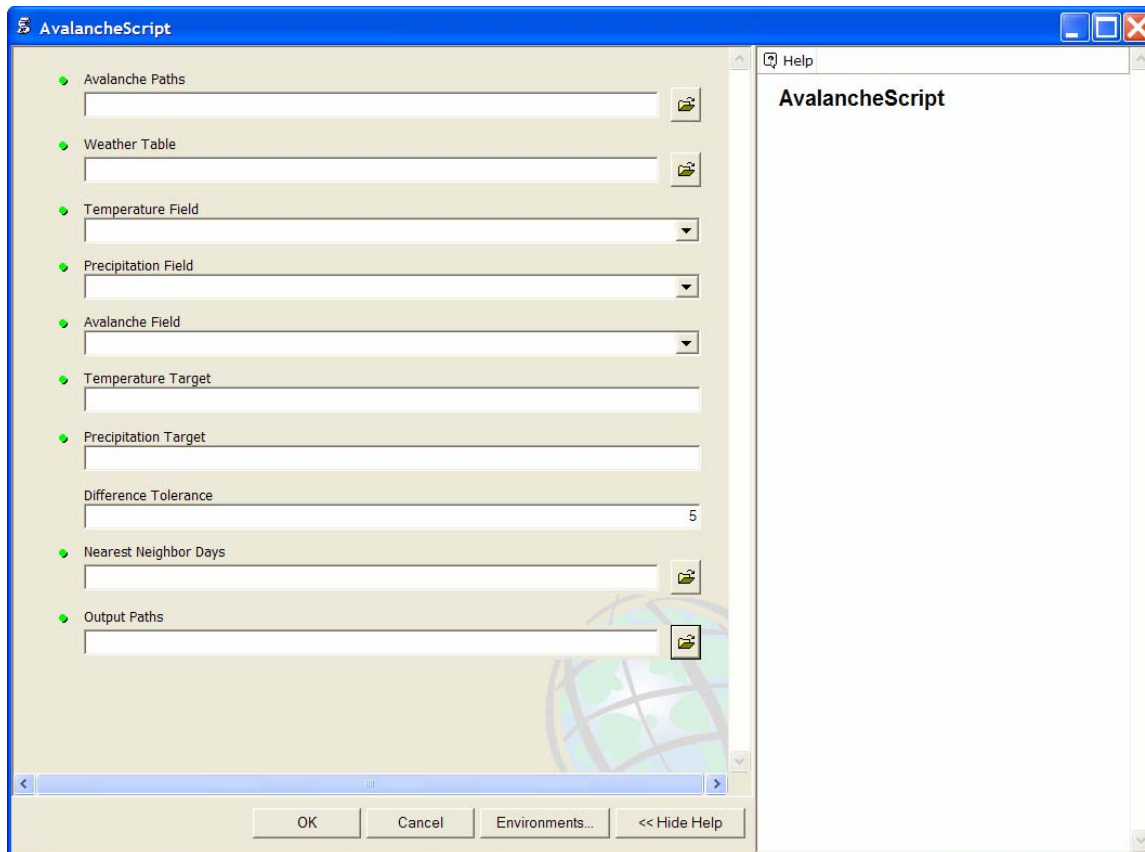 AvalancheScript
Avalanche Paths
Weather Table
Temperature Field
Precipitation Field
Avalanche Field
Temperature Target
Precipitation Target
Difference Tolerance
5
Nearest Neighbor Days
Output Paths
OK Cancel Environments... << Hide Help
Help
AvalancheScript